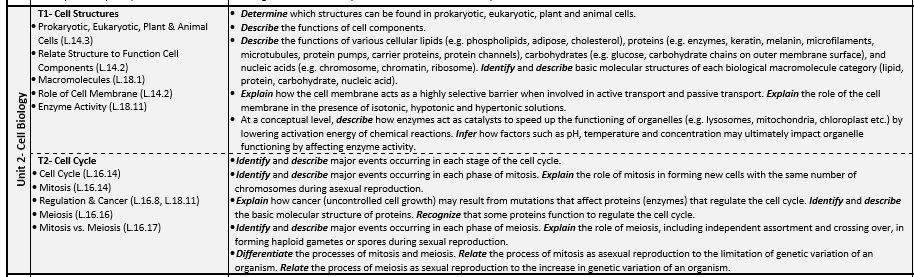 Unit 2- Cell Biology
T1- Cell Structures
• Prokaryotic, Eukaryotic, Plant & Animal
Cells (L.14.3)
• Relate Structure to Function Cell
Components (L.14.2)
• Macromolecules (L.18.1)
• Role of Cell Membrane (L.14.2)
• Enzyme Activity (L.18.11)
• Determine which structures can be found in prokaryotic, eukaryotic, plant and animal cells.
• Describe the functions of cell components.
• Describe the functions of various cellular lipids (e.g. phospholipids, adipose, cholesterol), proteins (e.g. enzymes, keratin, melanin, microfilaments,
microtubules, protein pumps, carrier proteins, protein channels), carbohydrates (e.g. glucose, carbohydrate chains on outer membrane surface), and
nucleic acids (e.g. chromosome, chromatin, ribosome). Identify and describe basic molecular structures of each biological macromolecule category (lipid,
protein, carbohydrate, nucleic acid).
• Explain how the cell membrane acts as a highly selective barrier when involved in active transport and passive transport. Explain the role of the cell
membrane in the presence of isotonic, hypotonic and hypertonic solutions.
• At a conceptual level, describe how enzymes act as catalysts to speed up the functioning of organelles (e.g. lysosomes, mitochondria, chloroplast etc.) by
lowering activation energy of chemical reactions. Infer how factors such as pH, temperature and concentration may ultimately impact organelle
functioning by affecting enzyme activity.
T2- Cell Cycle
• Cell Cycle (L.16.14)
• Mitosis (L.16.14)
• Regulation & Cancer (L.16.8, L.18.11)
• Meiosis (L.16.16)
• Mitosis vs. Meiosis (L.16.17)
• Identify and describe major events occurring in each stage of the cell cycle.
• Identify and describe major events occurring in each phase of mitosis. Explain the role of mitosis in forming new cells with the same number of
chromosomes during asexual reproduction.
• Explain how cancer (uncontrolled cell growth) may result from mutations that affect proteins (enzymes) that regulate the cell cycle. Identify and describe
the basic molecular structure of proteins. Recognize that some proteins function to regulate the cell cycle.
• Identify and describe major events occurring in each phase of meiosis. Explain the role of meiosis, including independent assortment and crossing over, in
forming haploid gametes or spores during sexual reproduction.
• Differentiate the processes of mitosis and meiosis. Relate the process of mitosis as asexual reproduction to the limitation of genetic variation of an
organism. Relate the process of meiosis as sexual reproduction to the increase in genetic variation of an organism.